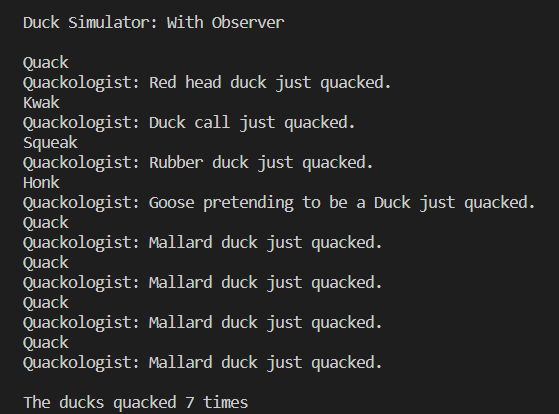 Duck Simulator: With Observer
Quack
Quackologist: Red head duck just quacked.
Kwak
Quackologist: Duck call just quacked.
Squeak
Quackologist: Rubber duck just quacked.
Honk
Quackologist: Goose pretending to be a Duck just quacked.
Quack
Quackologist: Mallard duck just quacked.
Quack
Quackologist: Mallard duck just quacked.
Quack
Quackologist: Mallard duck just quacked.
Quack
Quackologist: Mallard duck just quacked.
The ducks quacked 7 times